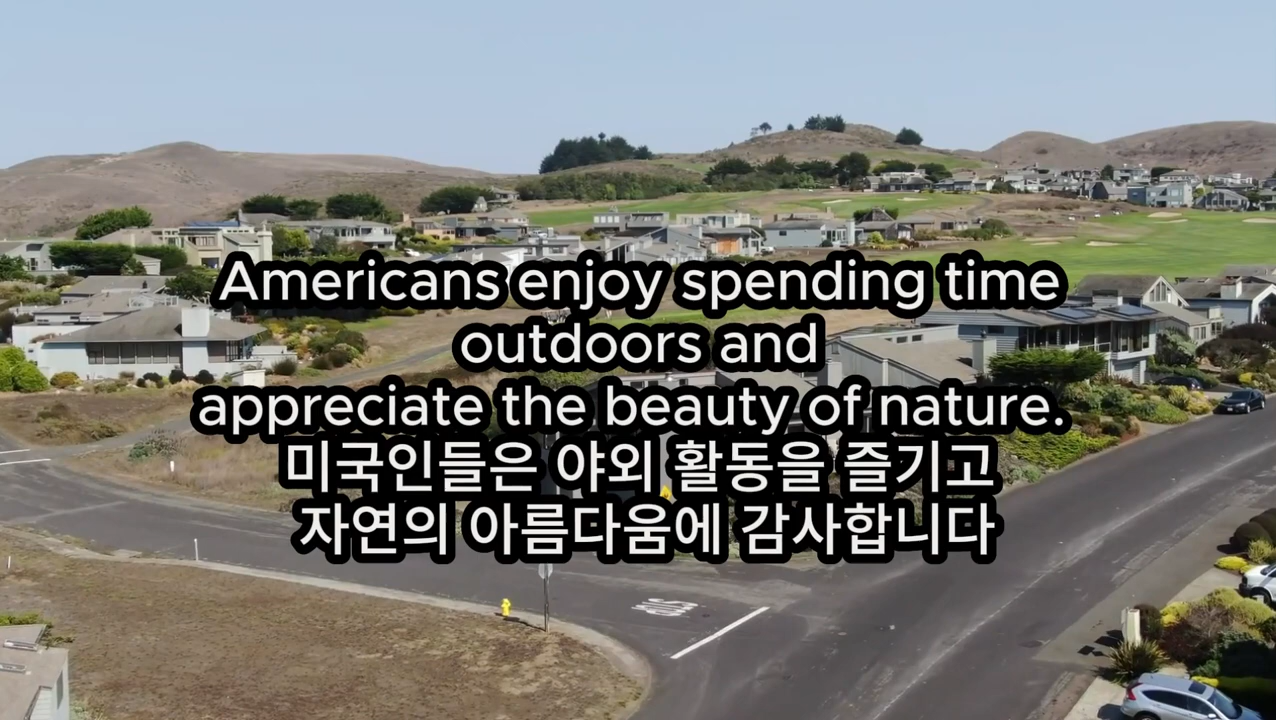 Americans enjoy spending time
outdoors and
appreciate the beauty of nature.
미국인들은 야외 활동을 즐기고
자연의 아름다움에 감사합니다
STOP